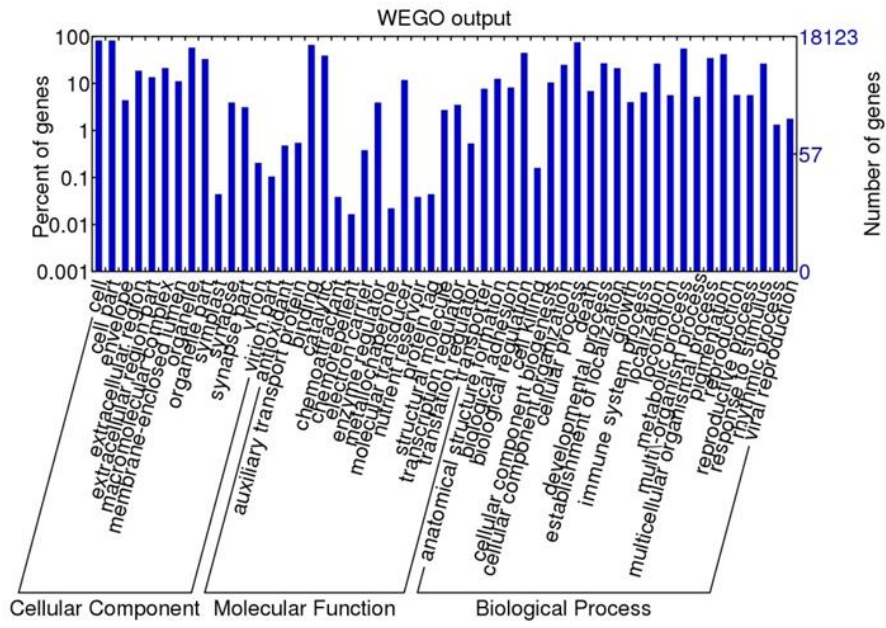 WEGO output
Percent of genes
100
10
1
0.1
0.01
0.001
18123
57
0
Number of genes
cell
cell part
envelope
extracellular region
extracellular region part
macromolecular complex
membrane-enclosed lumen
organelle
organelle part
symplast
synapse
synapse part
virion
virion part
antioxidant
auxiliary transport protein
binding
catalytic
chemoattractant
chemorepellent
electron carrier
enzyme regulator
metallochaperone
molecular transducer
nutrient reservoir
protein tag
structural molecule
transcription regulator
translation regulator
transporter
anatomical structure formation
biological adhesion
biological regulation
cell killing
cellular component biogenesis
cellular component organization
cellular process
death
developmental process
establishment of localization
growth
immune system process
localization
locomotion
metabolic process
multi-organism process
multicellular organismal process
pigmentation
reproduction
reproductive process
response to stimulus
rhythmic process
viral reproduction
Cellular Component
Molecular Function
Biological Process